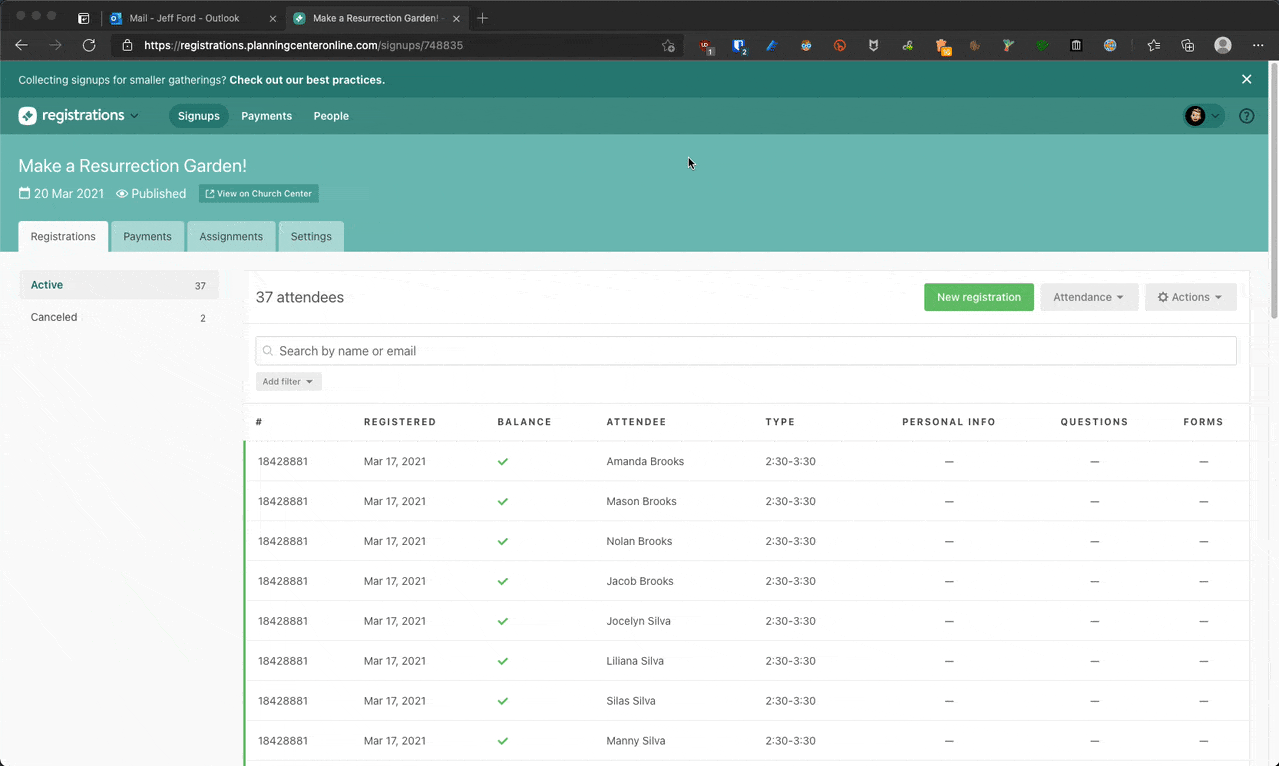 Mail - Jeff Ford - Outlook
Make a Resurrection Garden! -
https://registrations.planningcenteronline.com/signups/748835
1
2
16
Collecting signups for smaller gatherings? Check out our best practices.
registrations Signups Payments People
Make a Resurrection Garden!
20 Mar 2021 Published View on Church Center
Registrations Payments Assignments Settings
Active 37
Canceled 2
37 attendees New registration Attendance Actions
Search by name or email
Add filter
# REGISTERED BALANCE ATTENDEE TYPE PERSONAL INFO QUESTIONS FORMS
18428881 Mar 17, 2021 Amanda Brooks 2:30-3:30 — — —
18428881 Mar 17, 2021 Mason Brooks 2:30-3:30 — — —
18428881 Mar 17, 2021 Nolan Brooks 2:30-3:30 — — —
18428881 Mar 17, 2021 Jacob Brooks 2:30-3:30 — — —
18428881 Mar 17, 2021 Jocelyn Silva 2:30-3:30 — — —
18428881 Mar 17, 2021 Liliana Silva 2:30-3:30 — — —
18428881 Mar 17, 2021 Silas Silva 2:30-3:30 — — —
18428881 Mar 17, 2021 Manny Silva 2:30-3:30 — — —